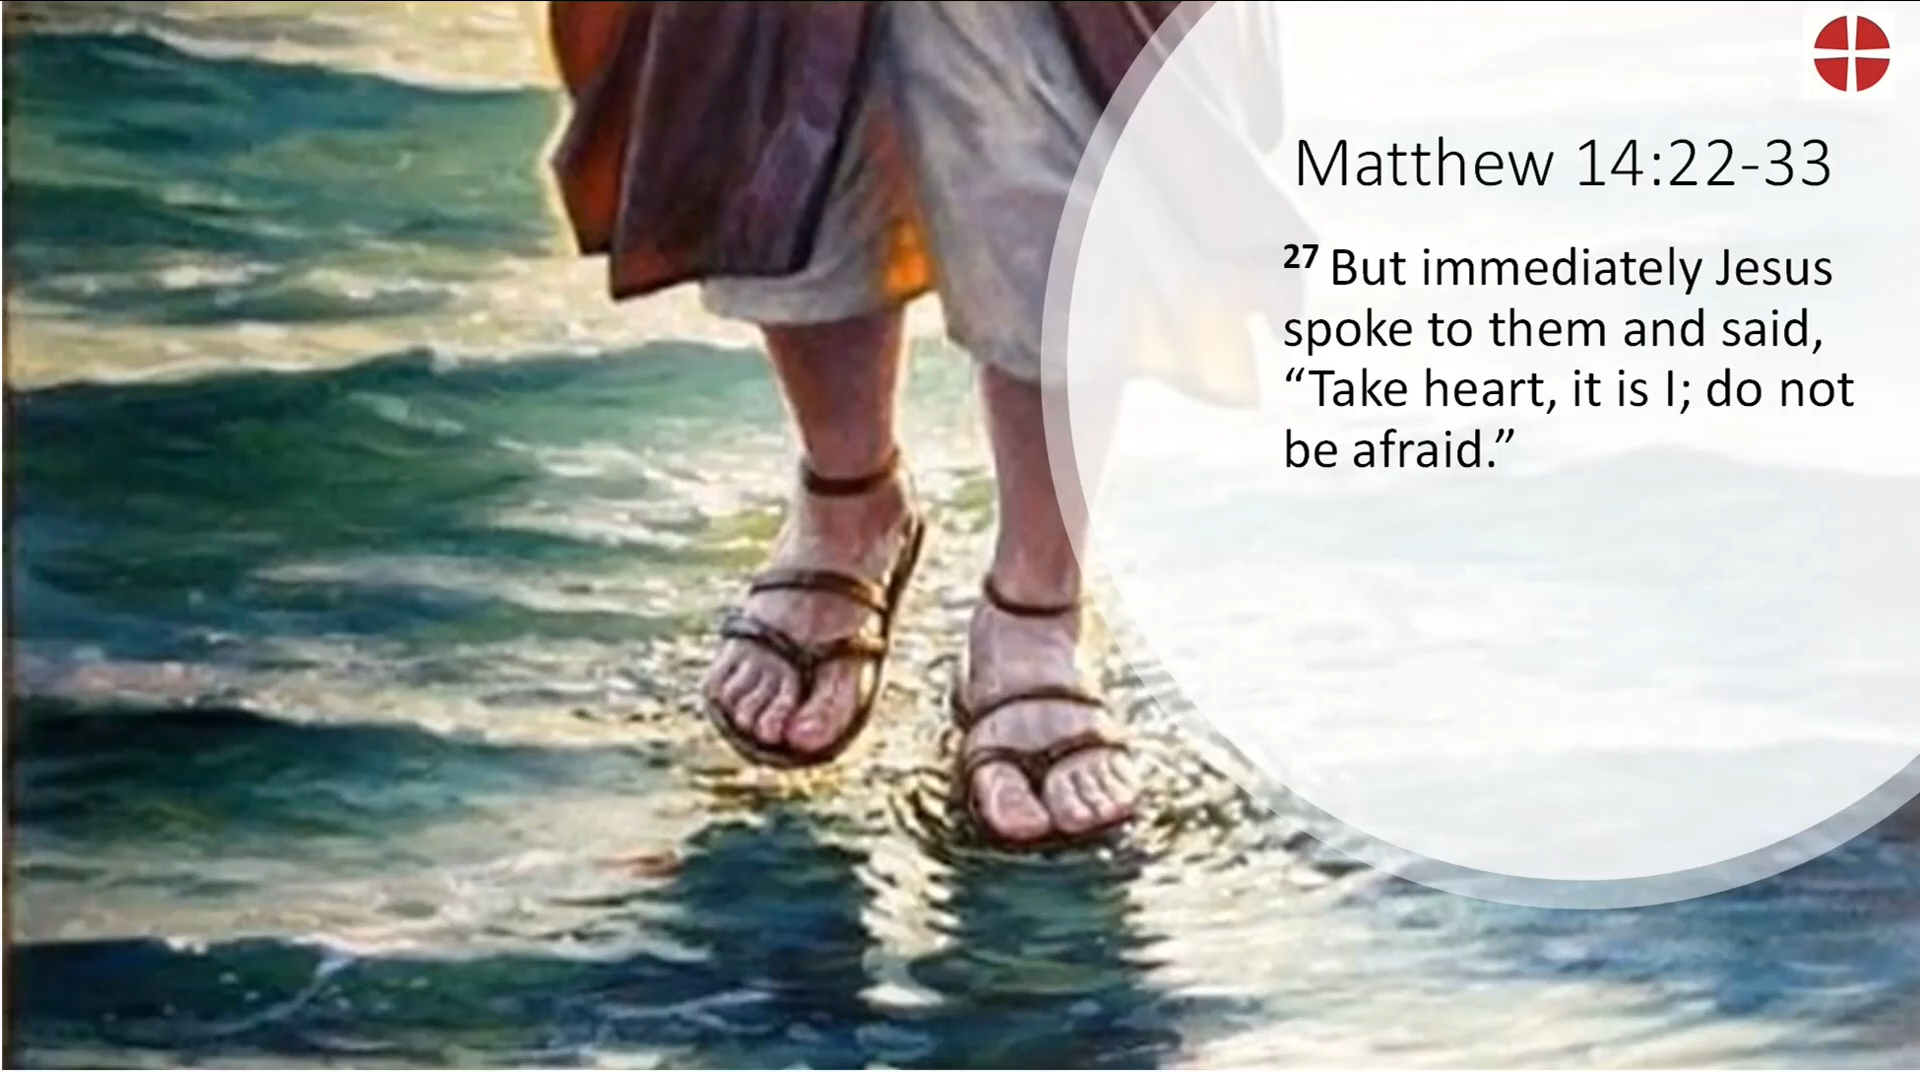 Matthew 14:22-33
27 But immediately Jesus
spoke to them and said,
“Take heart, it is I; do not
be afraid.”